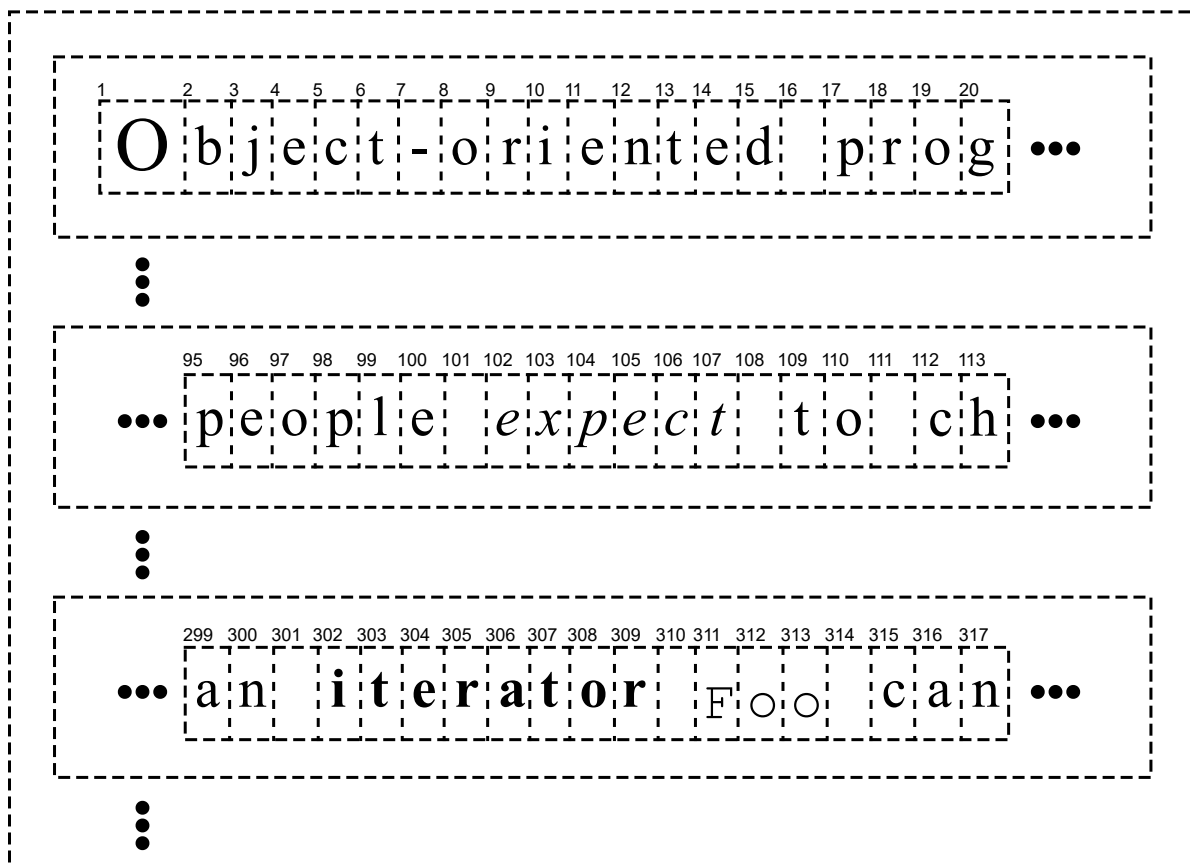 1 2 3 4 5 6 7 8 9 10 11 12 13 14 15 16 17 18 19 20
Object-oriented prog •••
95 96 97 98 99 100 101 102 103 104 105 106 107 108 109 110 111 112 113
••• people expect to ch •••
299 300 301 302 303 304 305 306 307 308 309 310 311 312 313 314 315 316 317
••• an iterator Foo can •••